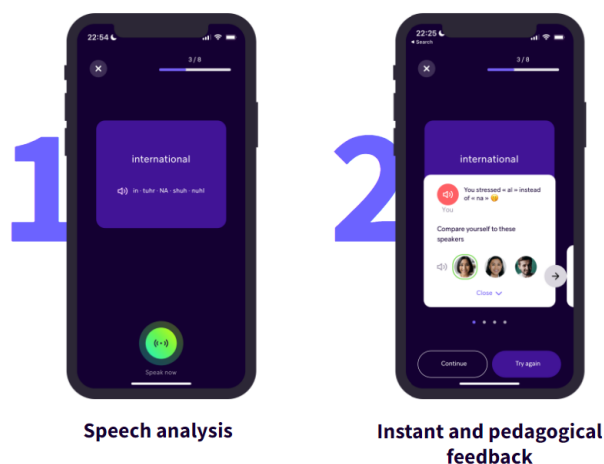 1
22:54
3 / 8
international
in · tuhr · NA · shuh · nuhl
Speak now
Speech analysis
2
22:25
Search
3 / 8
international
You stressed « al » instead
of « na » 😕
You
Compare yourself to these
speakers
Close
Continue
Try again
Instant and pedagogical
feedback